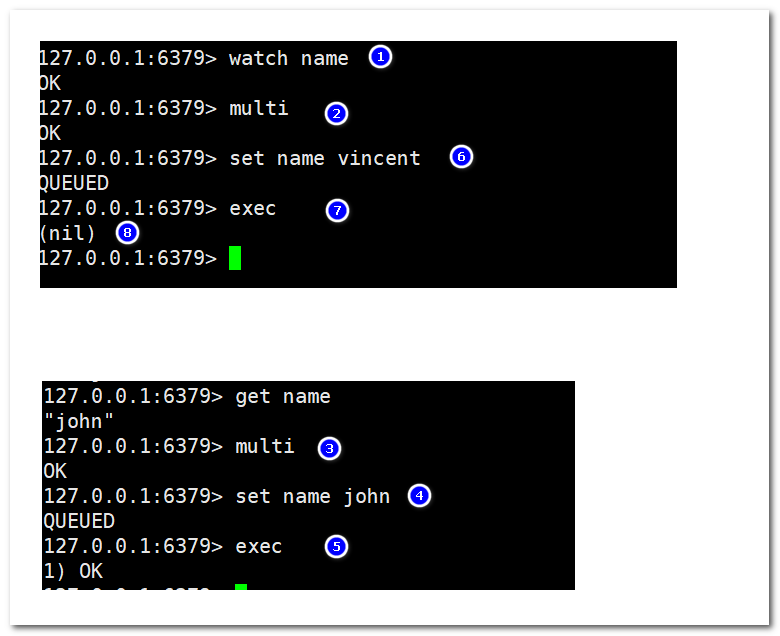 127.0.0.1:6379> watch name 1
OK
127.0.0.1:6379> multi 2
OK
127.0.0.1:6379> set name vincent 6
QUEUED
127.0.0.1:6379> exec 7
(nil) 8
127.0.0.1:6379>
127.0.0.1:6379> get name
"john"
127.0.0.1:6379> multi 3
OK
127.0.0.1:6379> set name john 4
QUEUED
127.0.0.1:6379> exec 5
1) OK